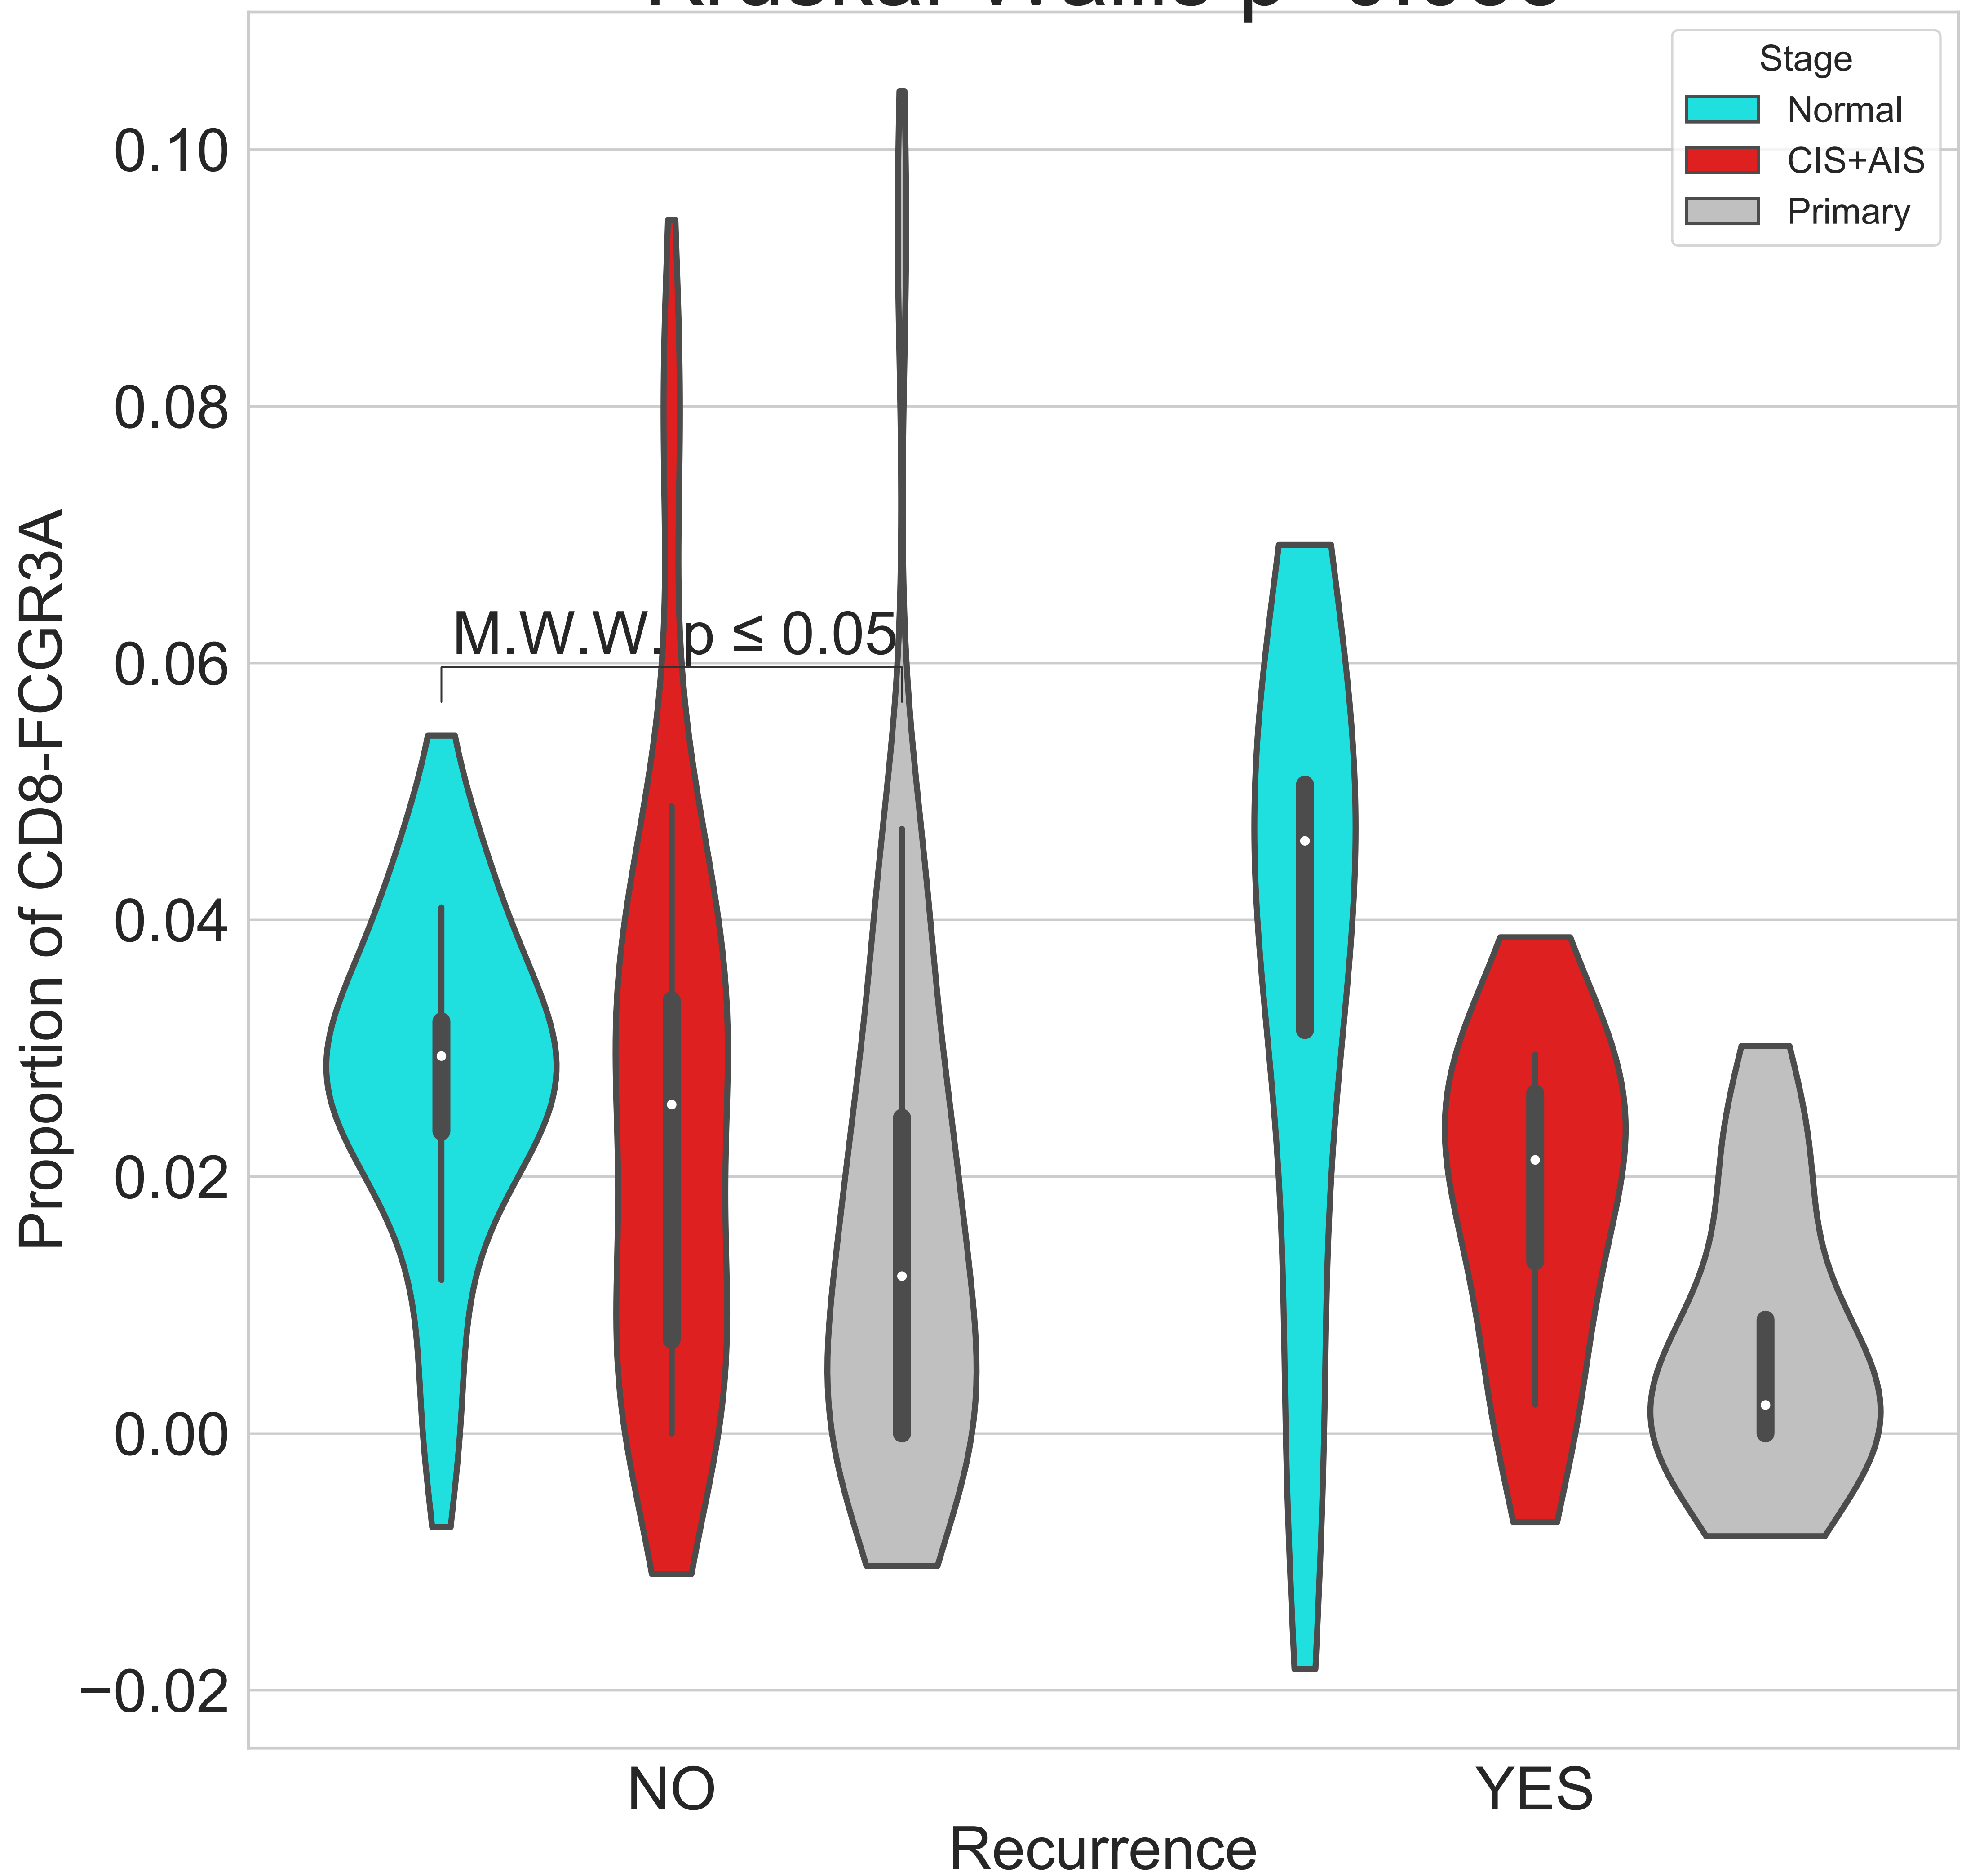 Stage
Normal
CIS+AIS
Primary
0.10
0.08
0.06
0.04
0.02
0.00
−0.02
Proportion of CD8-FCGR3A
M.W.W. p ≤ 0.05
NO
YES
Recurrence